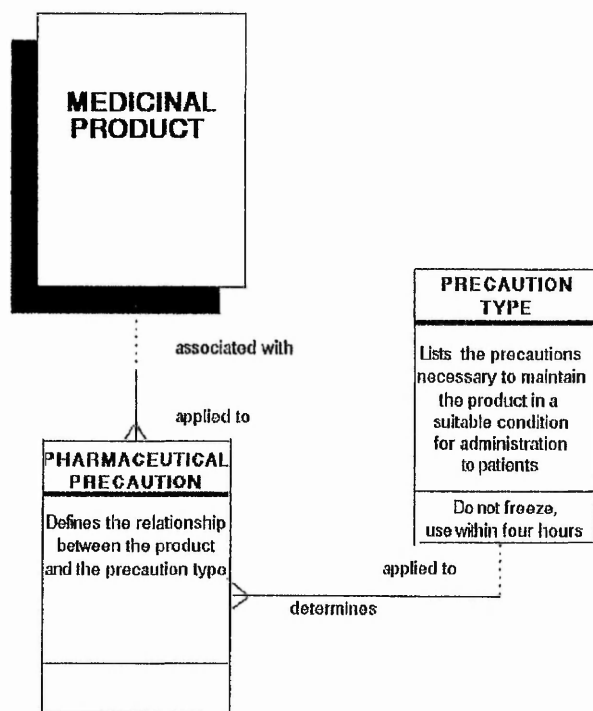 MEDICINAL
PRODUCT
associated with
applied to
PHARMACEUTICAL
PRECAUTION
Defines the relationship
between the product
and the precaution type
PRECAUTION
TYPE
Lists the precautions
necessary to maintain
the product in a
suitable condition
for administration
to patients
Do not freeze,
use within four hours
applied to
determines